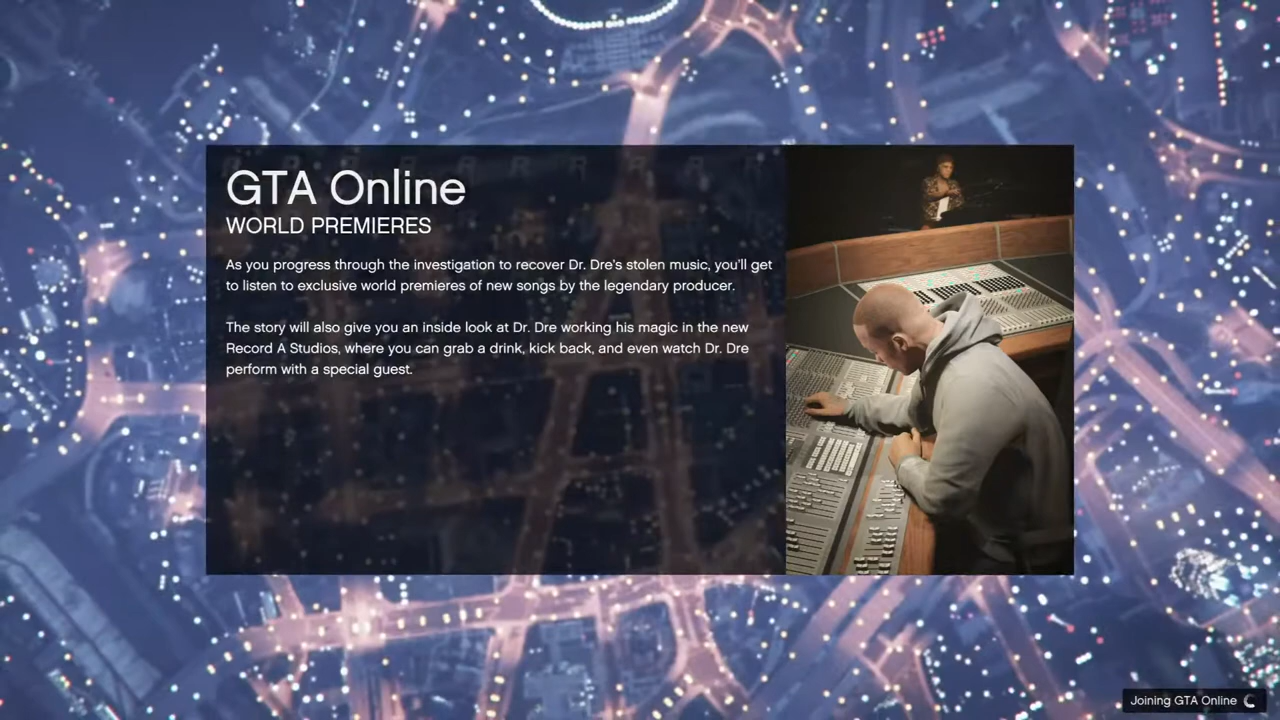 GTA Online
WORLD PREMIERES
As you progress through the investigation to recover Dr. Dre's stolen music, you'll get
to listen to exclusive world premieres of new songs by the legendary producer.
The story will also give you an inside look at Dr. Dre working his magic in the new
Record A Studios, where you can grab a drink, kick back, and even watch Dr. Dre
perform with a special guest.
Joining GTA Online